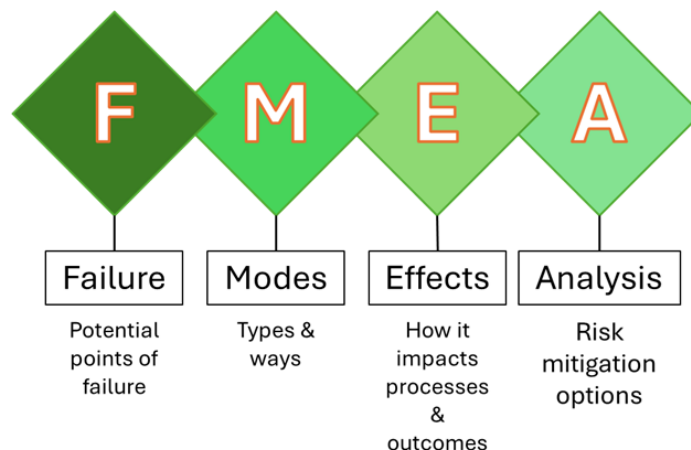 F M E A
Failure Modes Effects Analysis
Potential
points of
failure
Types &
ways
How it
impacts
processes
&
outcomes
Risk
mitigation
options